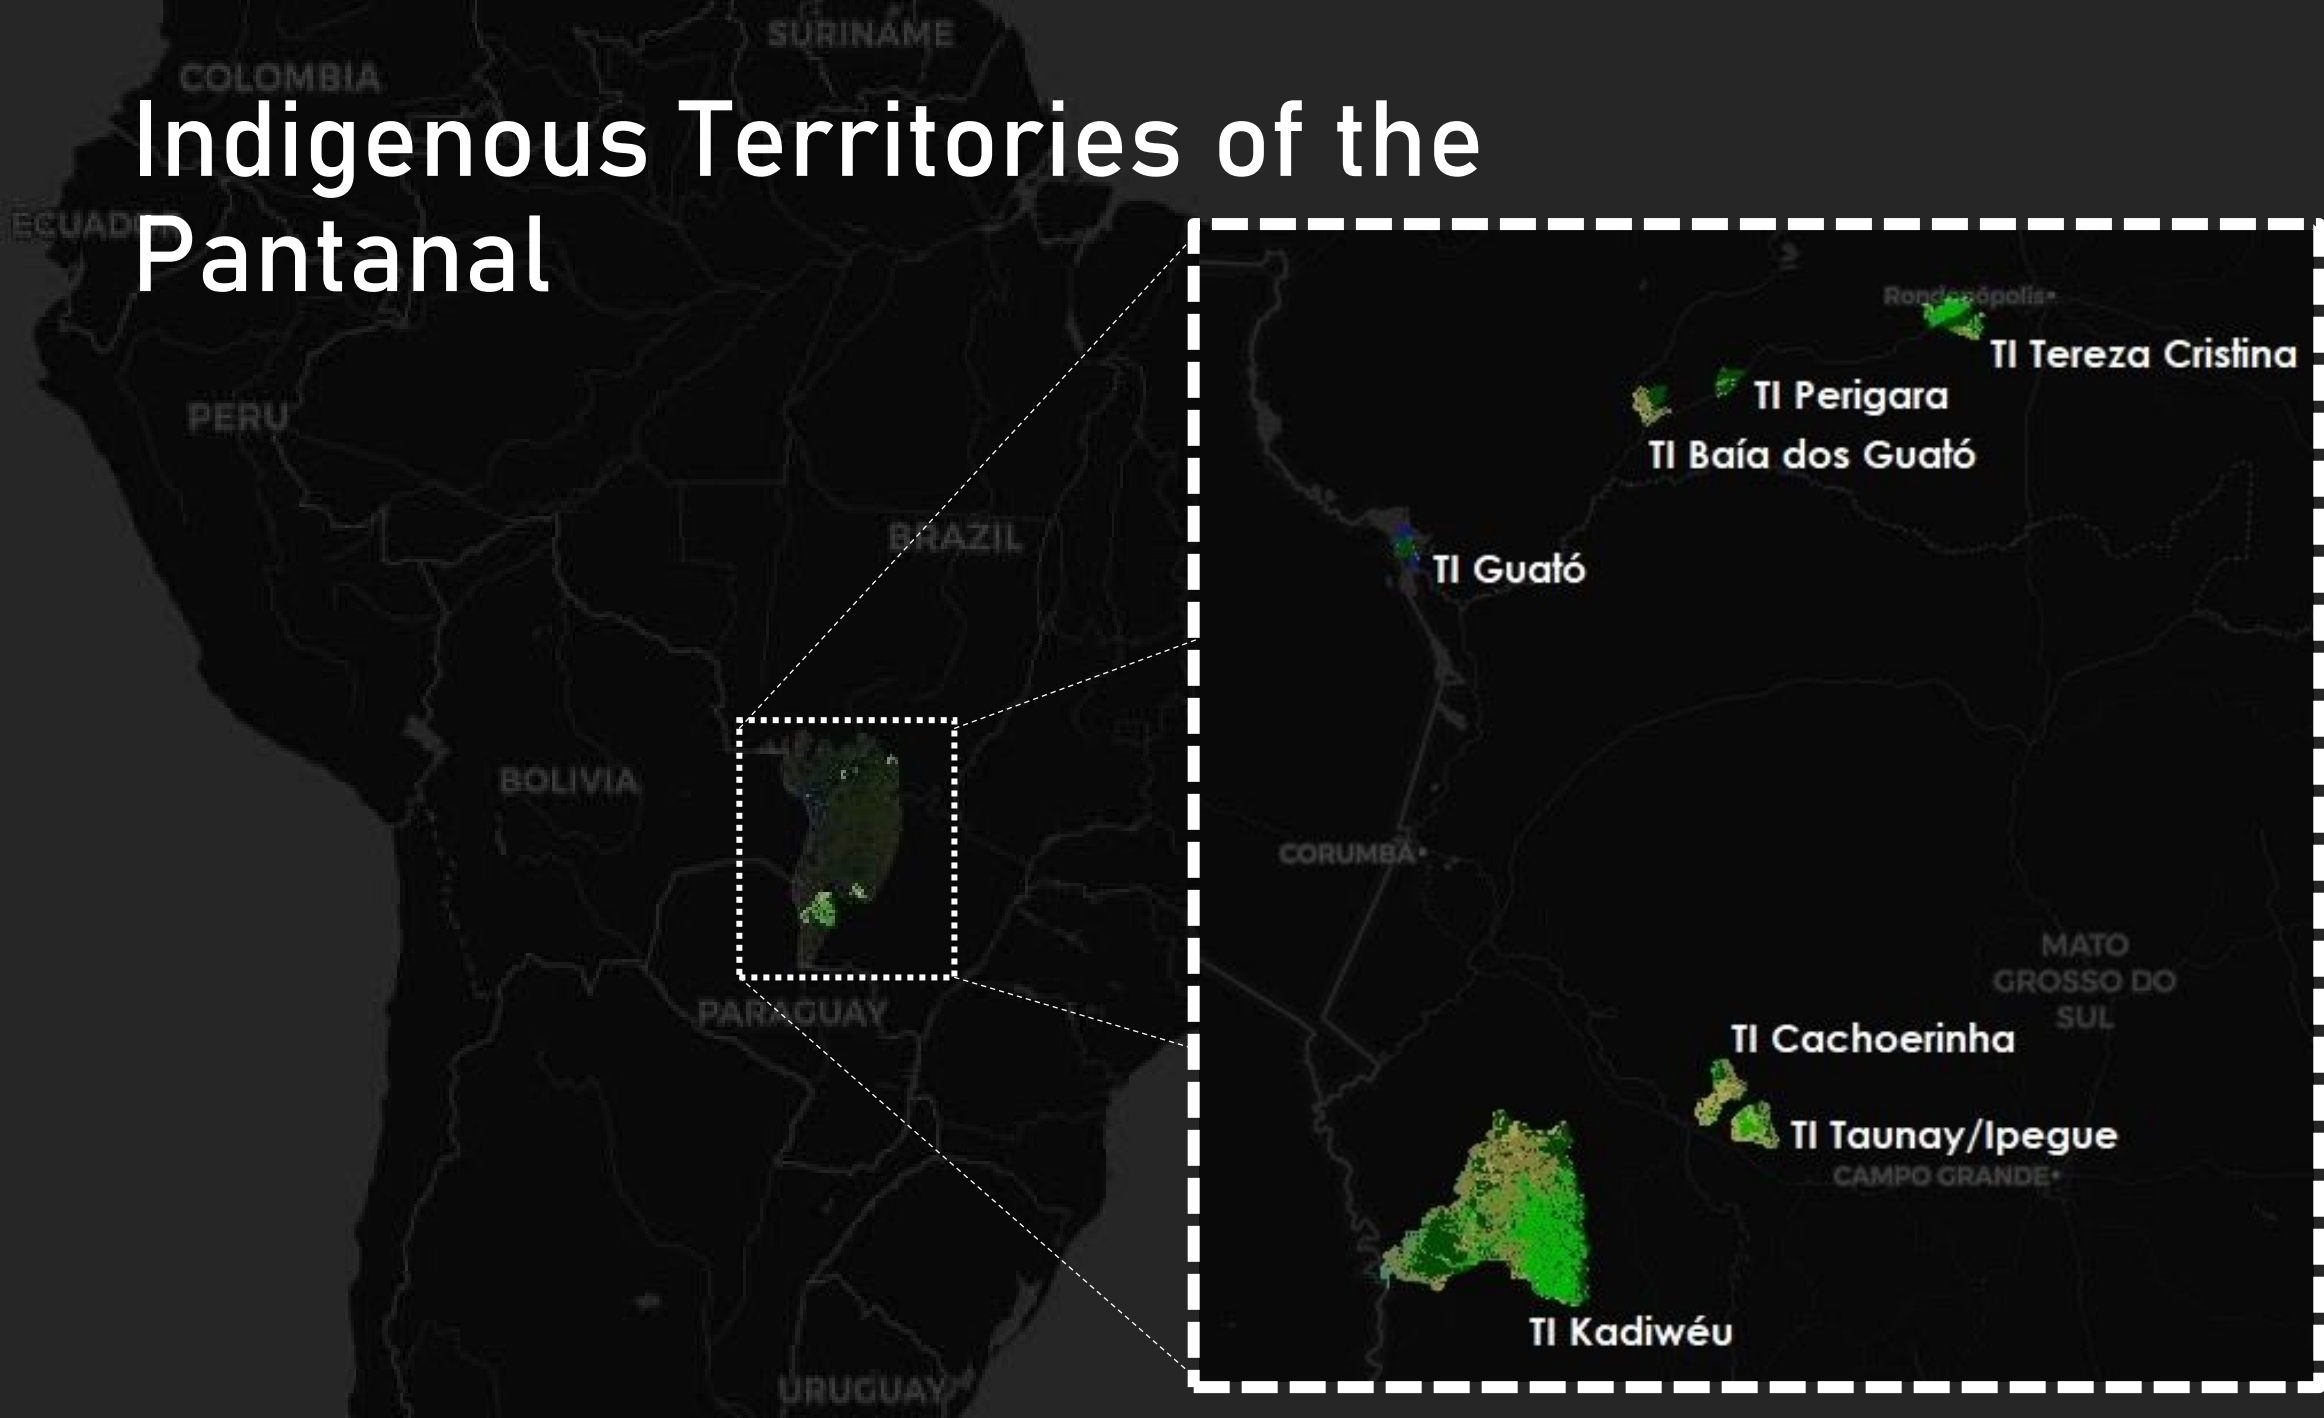 Indigenous Territories of the
Pantanal
SURINAME
COLOMBIA
ECUADOR
PERU
BRAZIL
BOLIVIA
PARAGUAY
URUGUAY
Rondonópolis
TI Tereza Cristina
TI Perigara
TI Baía dos Guató
TI Guató
CORUMBÁ
MATO
GROSSO DO
SUL
TI Cachoerinha
TI Taunay/Ipegue
CAMPO GRANDE
TI Kadiwéu